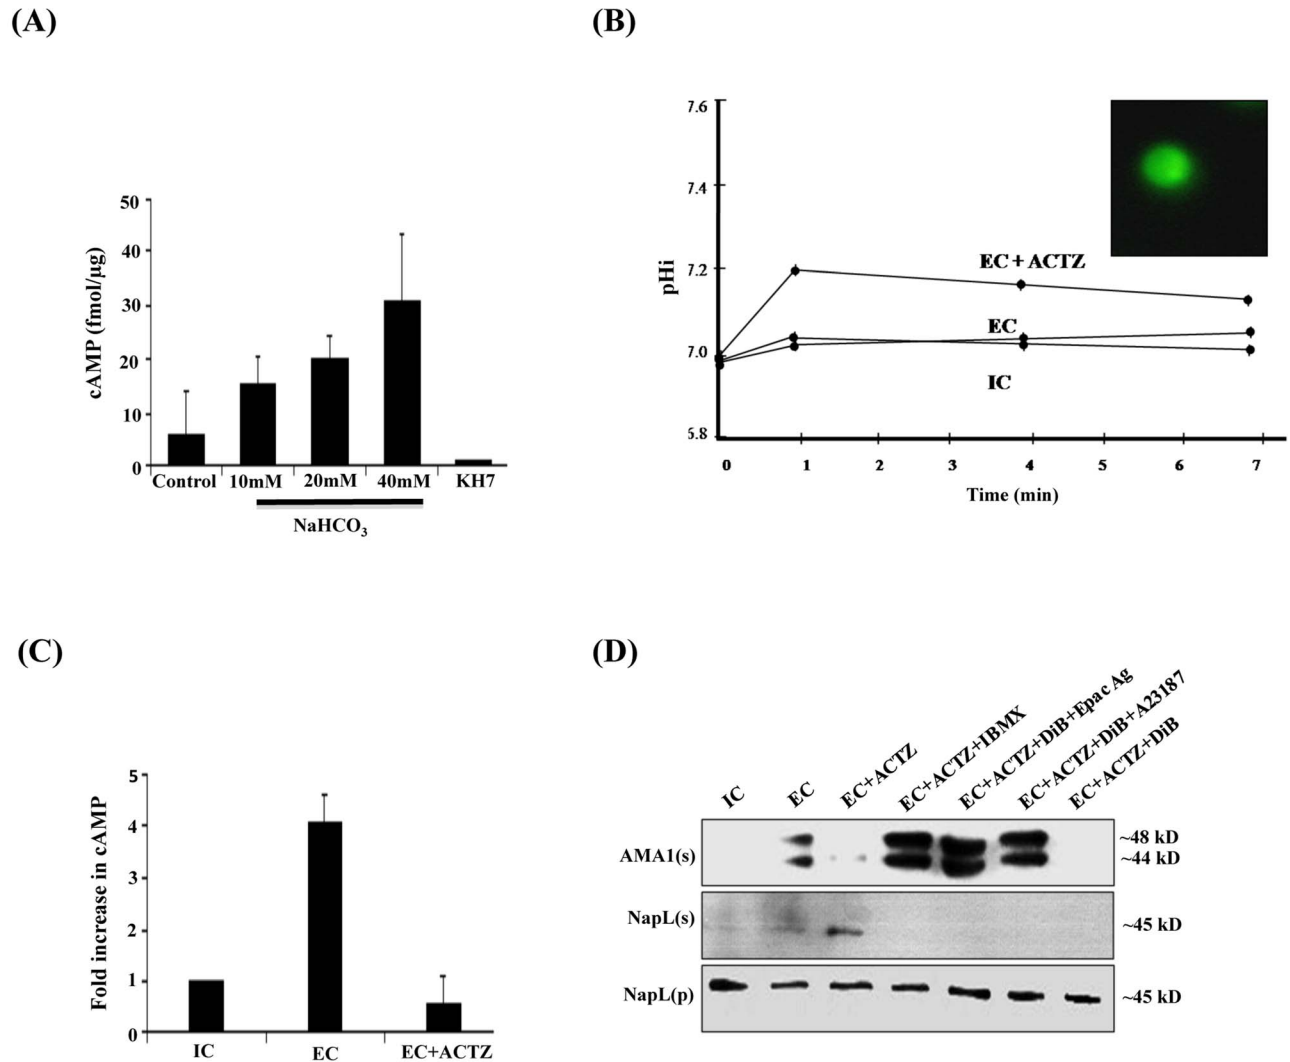 (A)
50
40
30
20
10
0
cAMP (fmol/µg)
Control 10mM 20mM 40mM KH7
NaHCO3
(B)
7.6
7.4
7.2
7.0
5.8
pHi
EC+ACTZ
EC
IC
0 1 2 3 4 5 6 7
Time (min)
(C)
5
4
3
2
1
0
Fold increase in cAMP
IC EC EC+ACTZ
(D)
IC
EC
EC+ACTZ
EC+ACTZ+IBMX
EC+ACTZ+DiB+Epac Ag
EC+ACTZ+DiB+A23187
EC+ACTZ+DiB
AMA1(s)
~48 kD
~44 kD
NapL(s)
~45 kD
NapL(p)
~45 kD